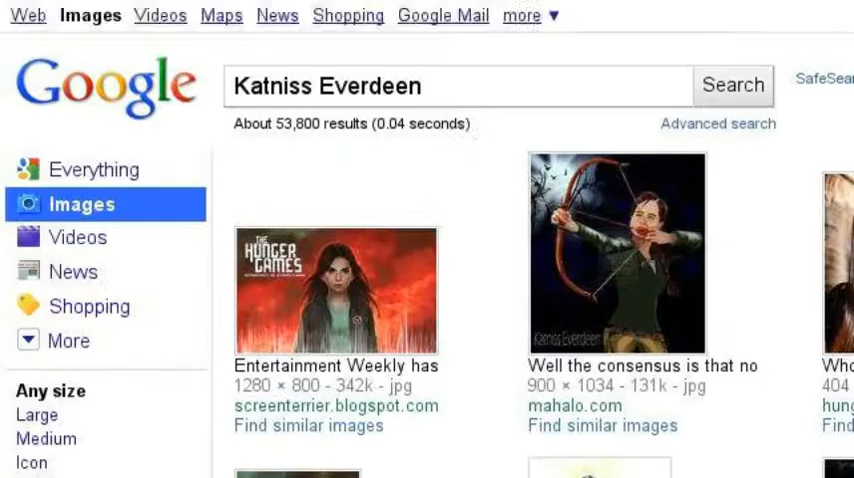 Web Images Videos Maps News Shopping Google Mail more ▼
Google
Katniss Everdeen
Search
About 53,800 results (0.04 seconds)
Advanced search
Everything
Images
Videos
News
Shopping
More
Any size
Large
Medium
Icon
THE
HUNGER
GAMES
Entertainment Weekly has
1280 × 800 - 342k - jpg
screenterrier.blogspot.com
Find similar images
Katniss Everdeen
Well the consensus is that no
900 × 1034 - 131k - jpg
mahalo.com
Find similar images
404
Find